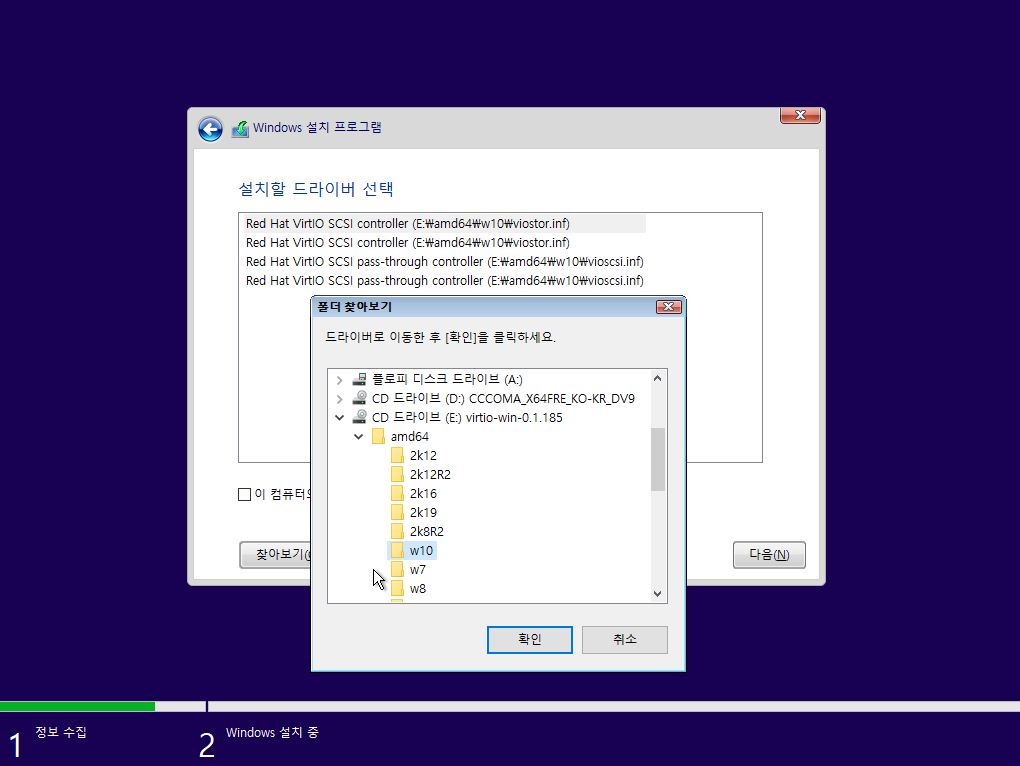 Windows 설치 프로그램
설치할 드라이버 선택
Red Hat VirtIO SCSI controller (E:₩amd64₩w10₩viostor.inf)
Red Hat VirtIO SCSI controller (E:₩amd64₩w10₩viostor.inf)
Red Hat VirtIO SCSI pass-through controller (E:₩amd64₩w10₩vioscsi.inf)
Red Hat VirtIO SCSI pass-through controller (E:₩amd64₩w10₩vioscsi.inf)
폴더 찾아보기
드라이버로 이동한 후 [확인]을 클릭하세요.
플로피 디스크 드라이브 (A:)
CD 드라이브 (D:) CCCOMA_X64FRE_KO-KR_DV9
CD 드라이브 (E:) virtio-win-0.1.185
amd64
2k12
2k12R2
2k16
2k19
2k8R2
w10
w7
w8
확인
취소
이 컴퓨터
찾아보기(
다음(N)
1 정보 수집
2 Windows 설치 중